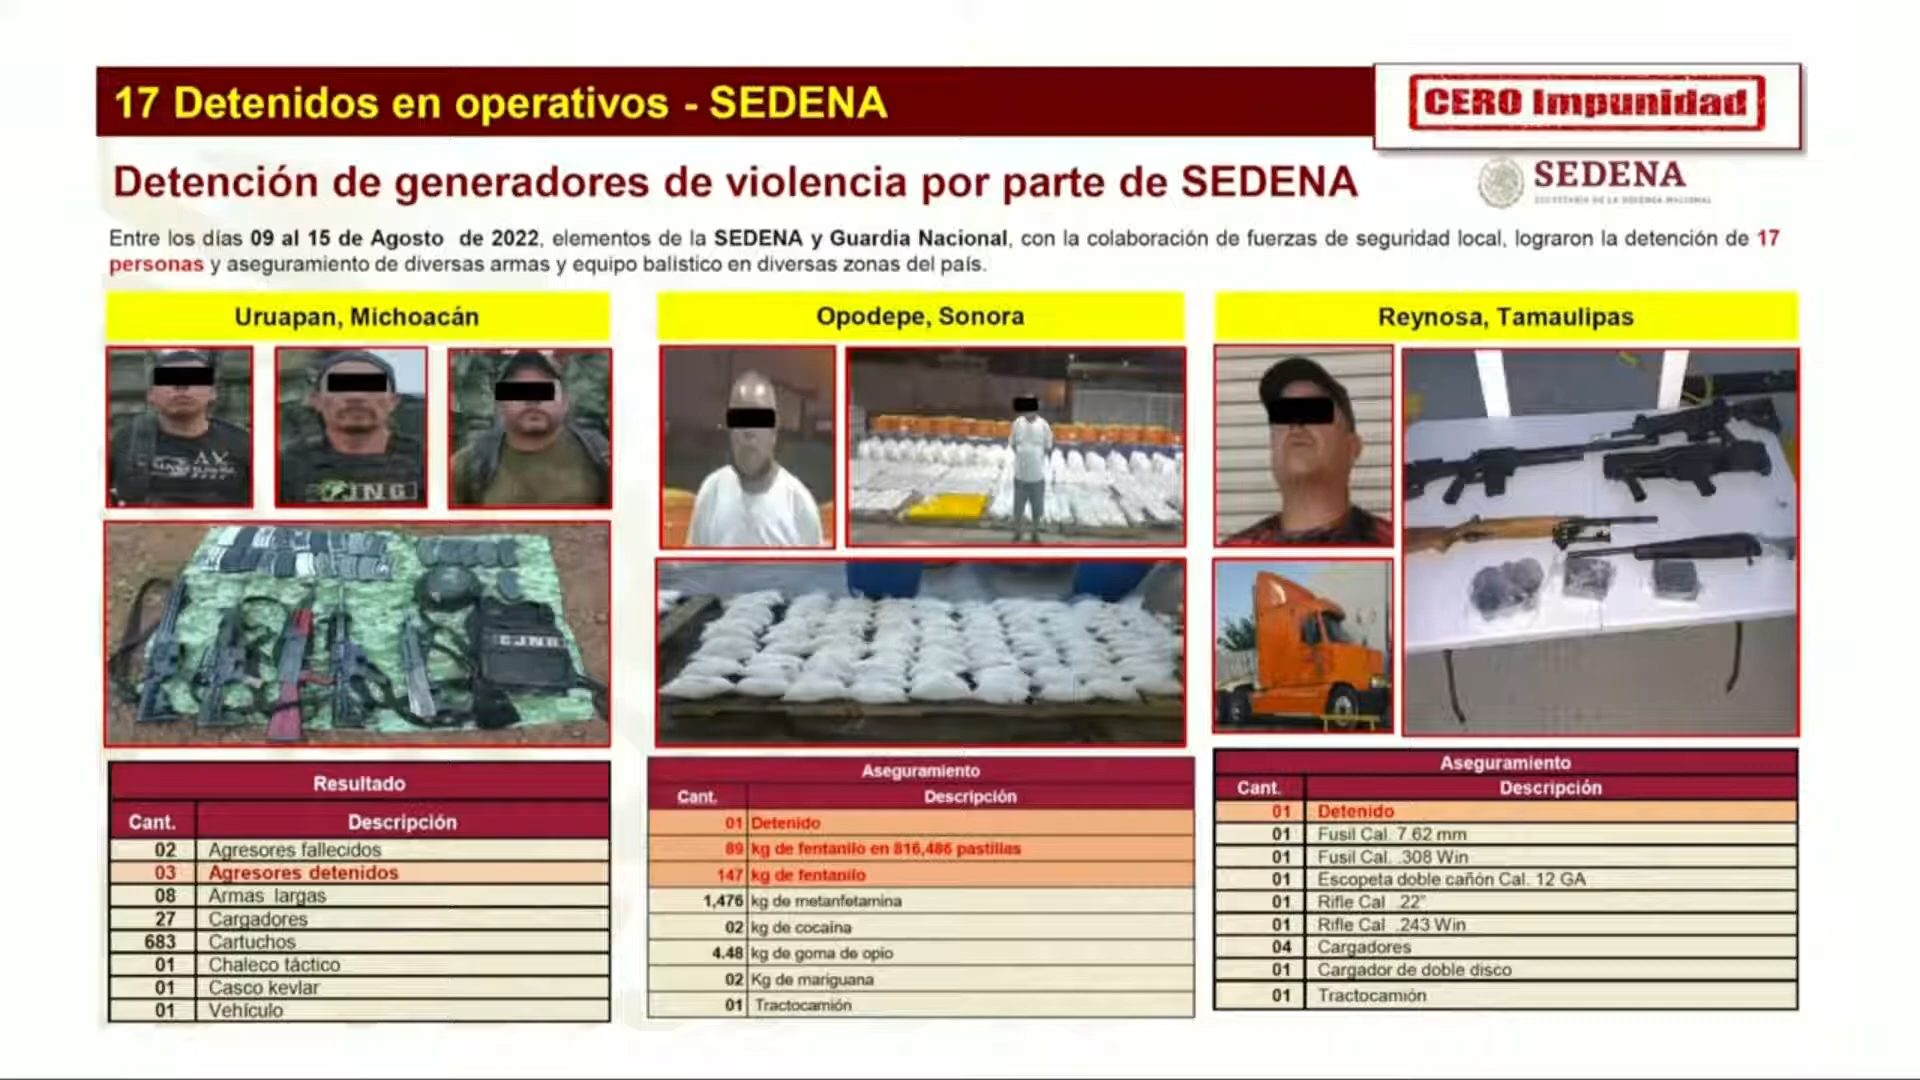 17 Detenidos en operativos - SEDENA
CERO Impunidad
Detención de generadores de violencia por parte de SEDENA
SEDENA
SECRETARÍA DE LA DEFENSA NACIONAL
Entre los días 09 al 15 de Agosto de 2022, elementos de la SEDENA y Guardia Nacional, con la colaboración de fuerzas de seguridad local, lograron la detención de 17
personas y aseguramiento de diversas armas y equipo balístico en diversas zonas del país.
Uruapan, Michoacán
CJNG
CJNG
Resultado
Cant. Descripción
02 Agresores fallecidos
03 Agresores detenidos
08 Armas largas
27 Cargadores
683 Cartuchos
01 Chaleco táctico
01 Casco kevlar
01 Vehículo
Opodepe, Sonora
Aseguramiento
Cant. Descripción
01 Detenido
89 kg de fentanilo en 816,486 pastillas
147 kg de fentanilo
1,476 kg de metanfetamina
02 kg de cocaína
4.48 kg de goma de opio
02 Kg de mariguana
01 Tractocamión
Reynosa, Tamaulipas
Aseguramiento
Cant. Descripción
01 Detenido
01 Fusil Cal. 7.62 mm
01 Fusil Cal. .308 Win
01 Escopeta doble cañón Cal. 12 GA
01 Rifle Cal .22"
01 Rifle Cal .243 Win
04 Cargadores
01 Cargador de doble disco
01 Tractocamión